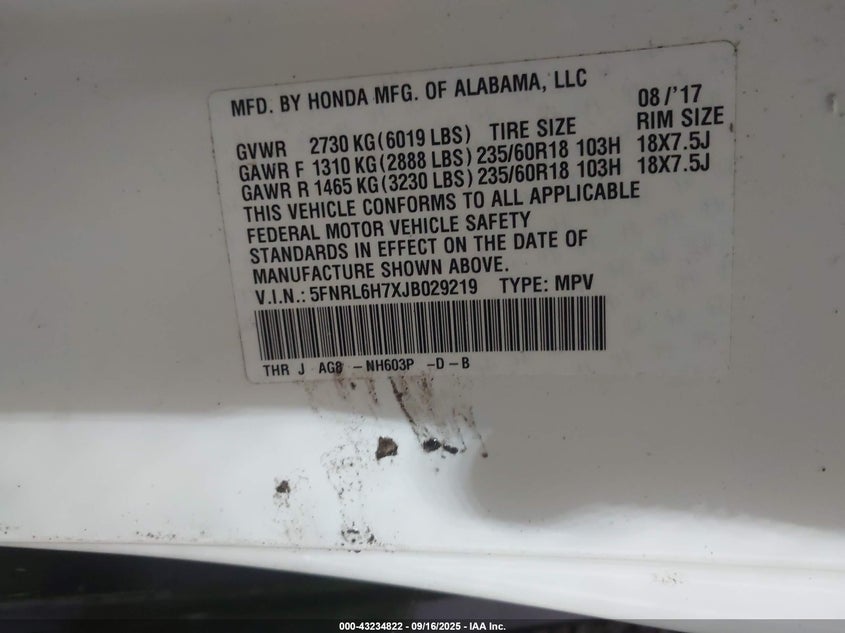 MFD. BY HONDA MFG. OF ALABAMA, LLC
08/'17
GVWR 2730 KG(6019 LBS) TIRE SIZE RIM SIZE
GAWR F 1310 KG(2888 LBS) 235/60R18 103H 18X7.5J
GAWR R 1465 KG(3230 LBS) 235/60R18 103H 18X7.5J
THIS VEHICLE CONFORMS TO ALL APPLICABLE
FEDERAL MOTOR VEHICLE SAFETY
STANDARDS IN EFFECT ON THE DATE OF
MANUFACTURE SHOWN ABOVE.
V.I.N.: 5FNRL6H7XJB029219 TYPE: MPV
THR J AG8 -NH603P -D-B
000-43234822 - 09/16/2025 - IAA Inc.